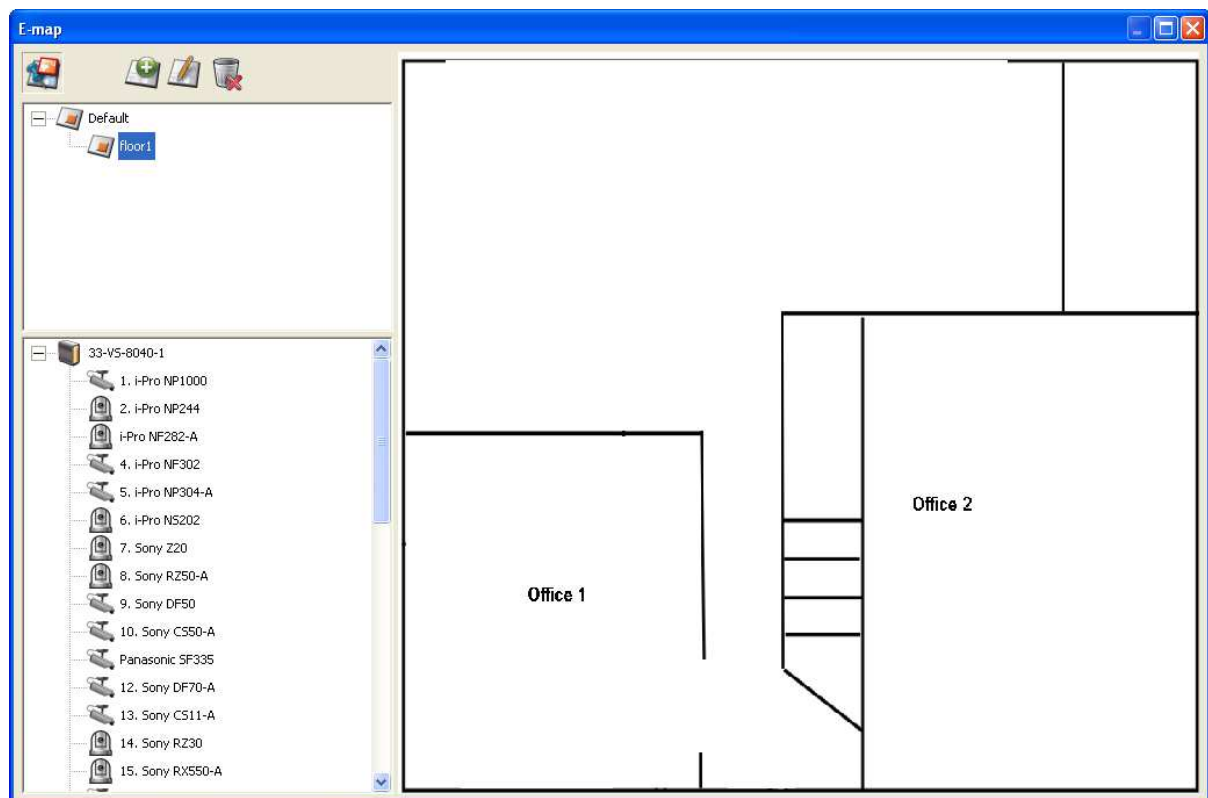 E-map
Default
floor1
33-VS-8040-1
1. i-Pro NP1000
2. i-Pro NP244
i-Pro NF282-A
4. i-Pro NF302
5. i-Pro NP304-A
6. i-Pro NS202
7. Sony Z20
8. Sony RZ50-A
9. Sony DF50
10. Sony CS50-A
Panasonic SF335
12. Sony DF70-A
13. Sony CS11-A
14. Sony RZ30
15. Sony RX550-A
Office 1
Office 2